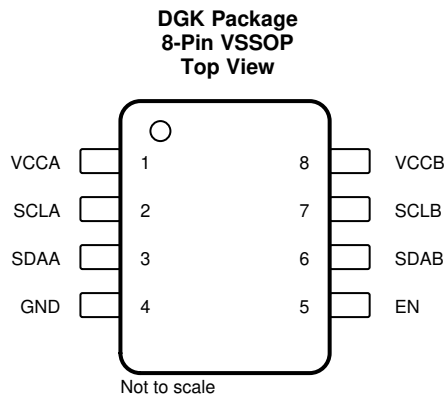 DGK Package
8-Pin VSSOP
Top View
VCCA 1 8 VCCB
SCLA 2 7 SCLB
SDAA 3 6 SDAB
GND 4 5 EN
Not to scale